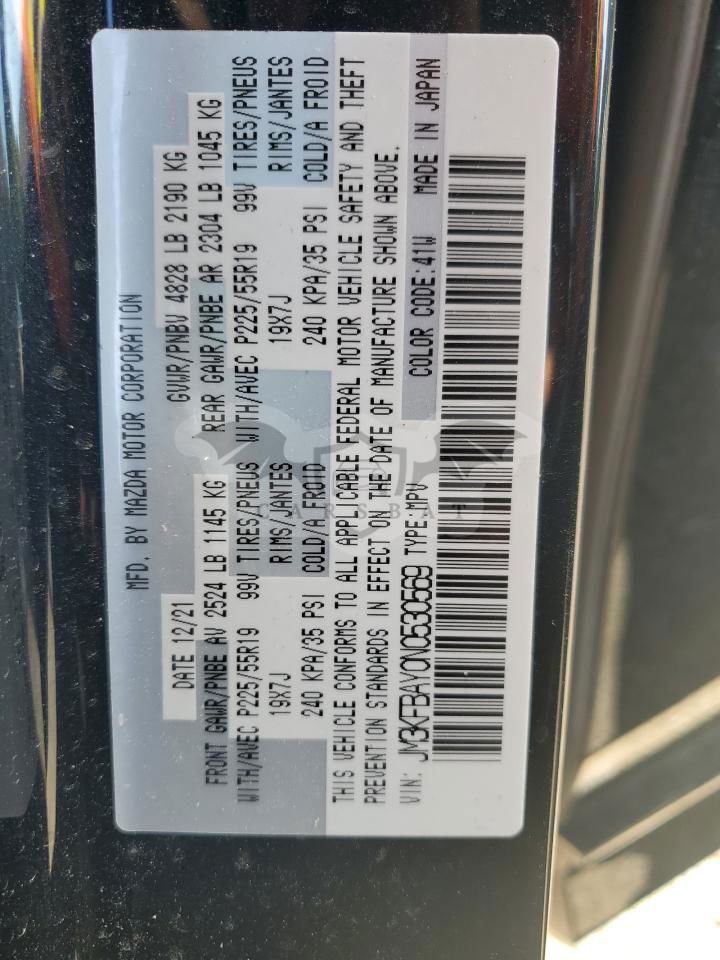 MFD. BY MAZDA MOTOR CORPORATION
DATE 12/21 GVWR/PNBV 4828 LB 2190 KG
FRONT GAWR/PNBE AV 2524 LB 1145 KG REAR GAWR/PNBE AR 2304 LB 1045 KG
WITH/AVEC P225/55R19 99V TIRES/PNEUS WITH/AVEC P225/55R19 99V TIRES/PNEUS
19X7J RIMS/JANTES 19X7J RIMS/JANTES
240 KPA/35 PSI COLD/A FROID 240 KPA/35 PSI COLD/A FROID
THIS VEHICLE CONFORMS TO ALL APPLICABLE FEDERAL MOTOR VEHICLE SAFETY AND THEFT
PREVENTION STANDARDS IN EFFECT ON THE DATE OF MANUFACTURE SHOWN ABOVE.
VIN: JM3KFBAY0N0530569 TYPE:MPV COLOR CODE:41W MADE IN JAPAN
CARSBAT